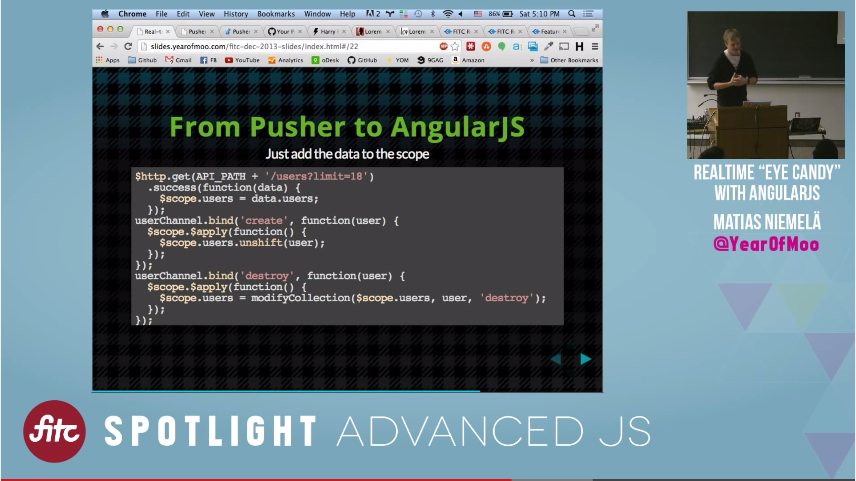 Chrome File Edit View History Bookmarks Window Help 2 86% Sat 5:10 PM
Real-t Pusher Pusher Your P Harry Lorem Lorem FITC F FITC F Featur
slides.yearofmoo.com/fitc-dec-2013-slides/index.html#/22
Apps Github Gmail FB YouTube Analytics oDesk GitHub YDM 9GAG Amazon » Other Bookmarks
From Pusher to AngularJS
Just add the data to the scope
$http.get(API_PATH + '/users?limit=18')
.success(function(data) {
$scope.users = data.users;
});
userChannel.bind('create', function(user) {
$scope.$apply(function() {
$scope.users.unshift(user);
});
});
userChannel.bind('destroy', function(user) {
$scope.$apply(function() {
$scope.users = modifyCollection($scope.users, user, 'destroy');
});
});
REALTIME “EYE CANDY”
WITH ANGULARJS
MATIAS NIEMELÄ
@YearOfMoo
fitc SPOTLIGHT ADVANCED JS